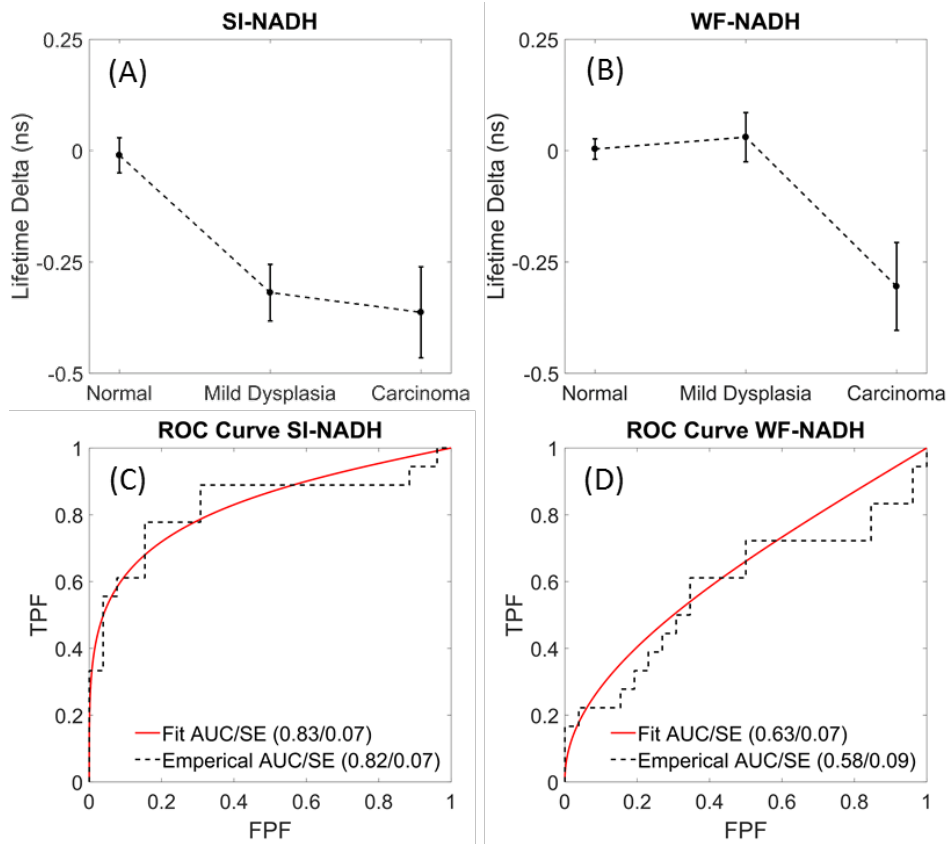 SI-NADH
(A)
Lifetime Delta (ns)
0.25
0
-0.25
-0.5
Normal Mild Dysplasia Carcinoma
WF-NADH
(B)
Lifetime Delta (ns)
0.25
0
-0.25
-0.5
Normal Mild Dysplasia Carcinoma
ROC Curve SI-NADH
(C)
TPF
1
0.8
0.6
0.4
0.2
0
Fit AUC/SE (0.83/0.07)
Emperical AUC/SE (0.82/0.07)
0 0.2 0.4 0.6 0.8 1
FPF
ROC Curve WF-NADH
(D)
TPF
1
0.8
0.6
0.4
0.2
0
Fit AUC/SE (0.63/0.07)
Emperical AUC/SE (0.58/0.09)
0 0.2 0.4 0.6 0.8 1
FPF